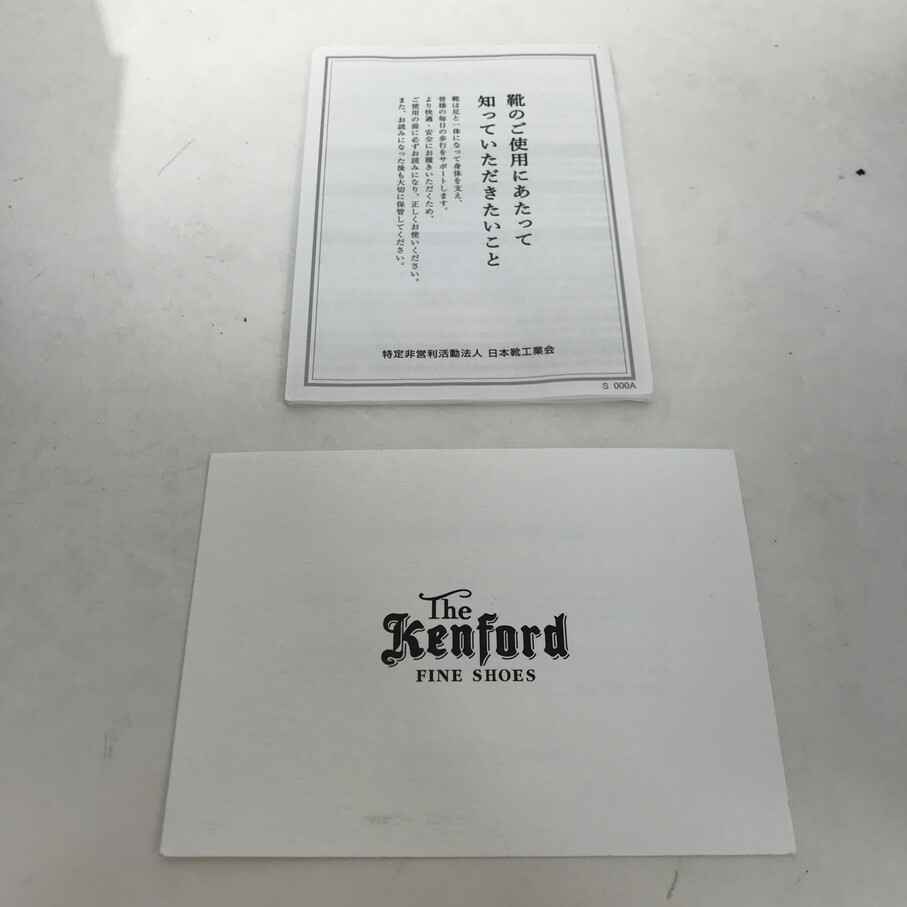 靴のご使用にあたって
知っていただきたいこと
靴は足と一体になって身体を支え、
皆様の毎日の歩行をサポートします。
より快適・安全にお履きいただくため、
ご使用の前に必ずお読みになり、正しくお使いください。
また、お読みになった後も大切に保管してください。
特定非営利活動法人 日本靴工業会
S 000A
The
Kenford
FINE SHOES